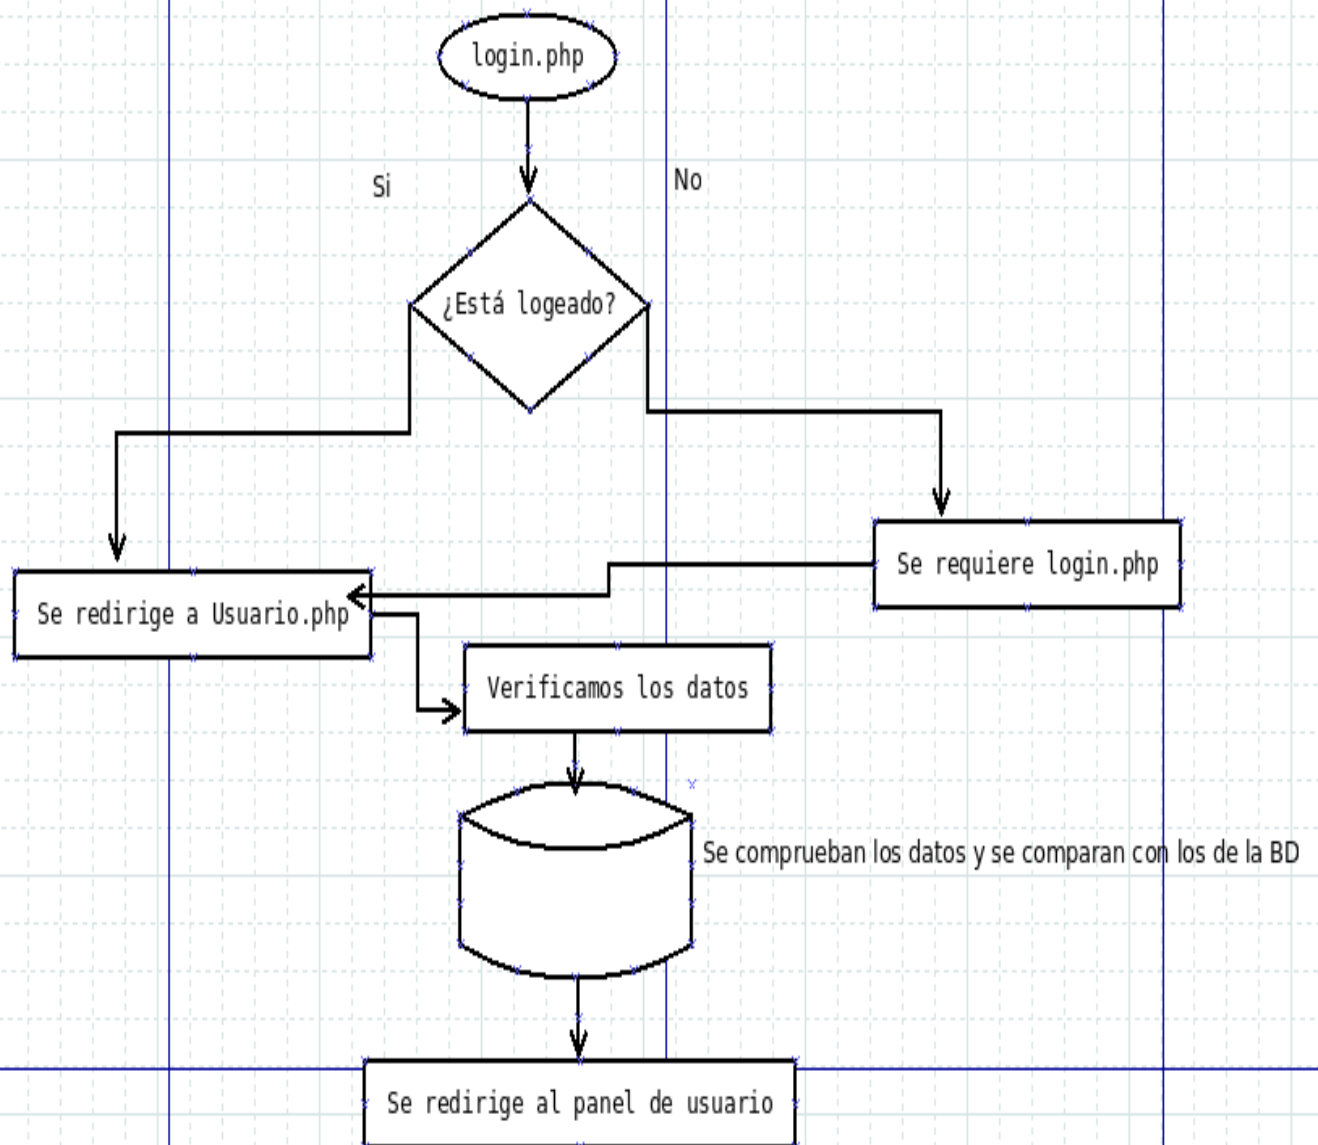 login.php
Si
No
¿Está logeado?
Se requiere login.php
Se redirige a Usuario.php
Verificamos los datos
Se comprueban los datos y se comparan con los de la BD
Se redirige al panel de usuario